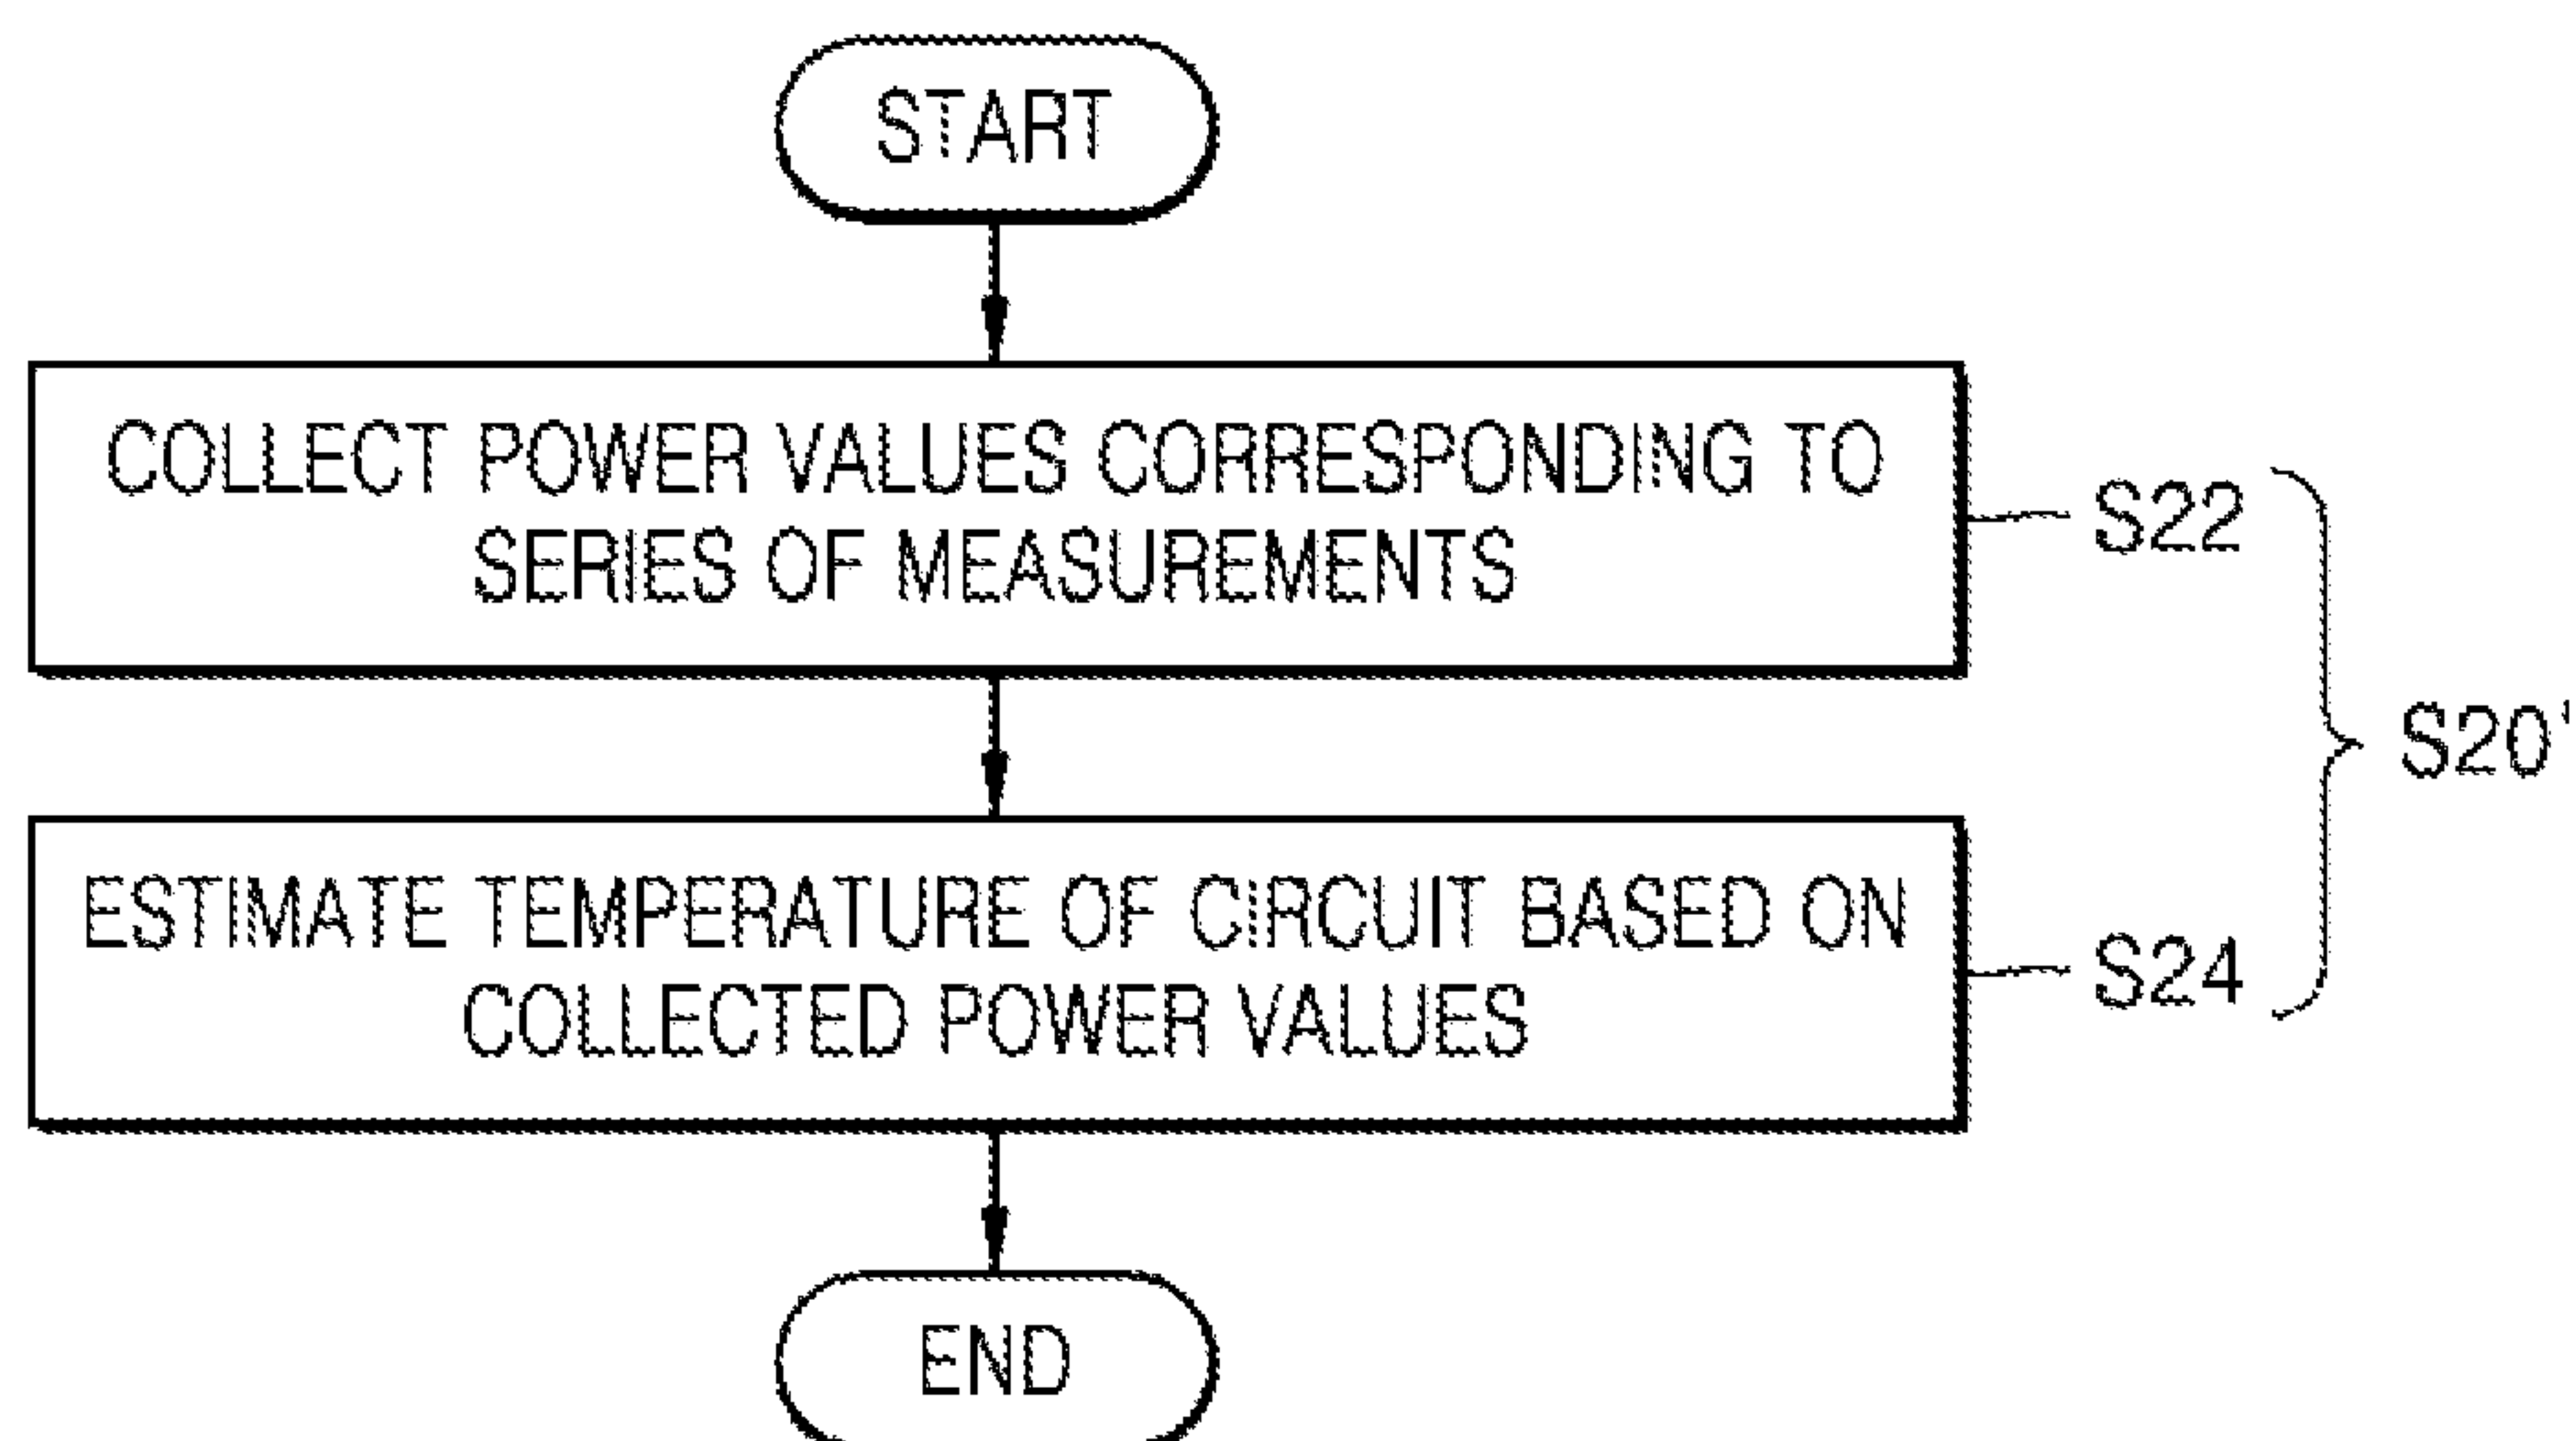 START
COLLECT POWER VALUES CORRESPONDING TO
SERIES OF MEASUREMENTS
S22
S20'
ESTIMATE TEMPERATURE OF CIRCUIT BASED ON
COLLECTED POWER VALUES
S24
END